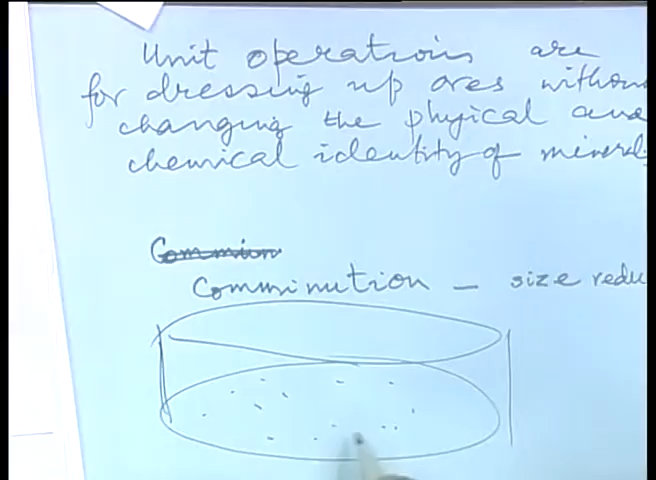 Unit operations are
for dressing up ores without
changing the physical and
chemical identity of minerals
Comminution – size redu